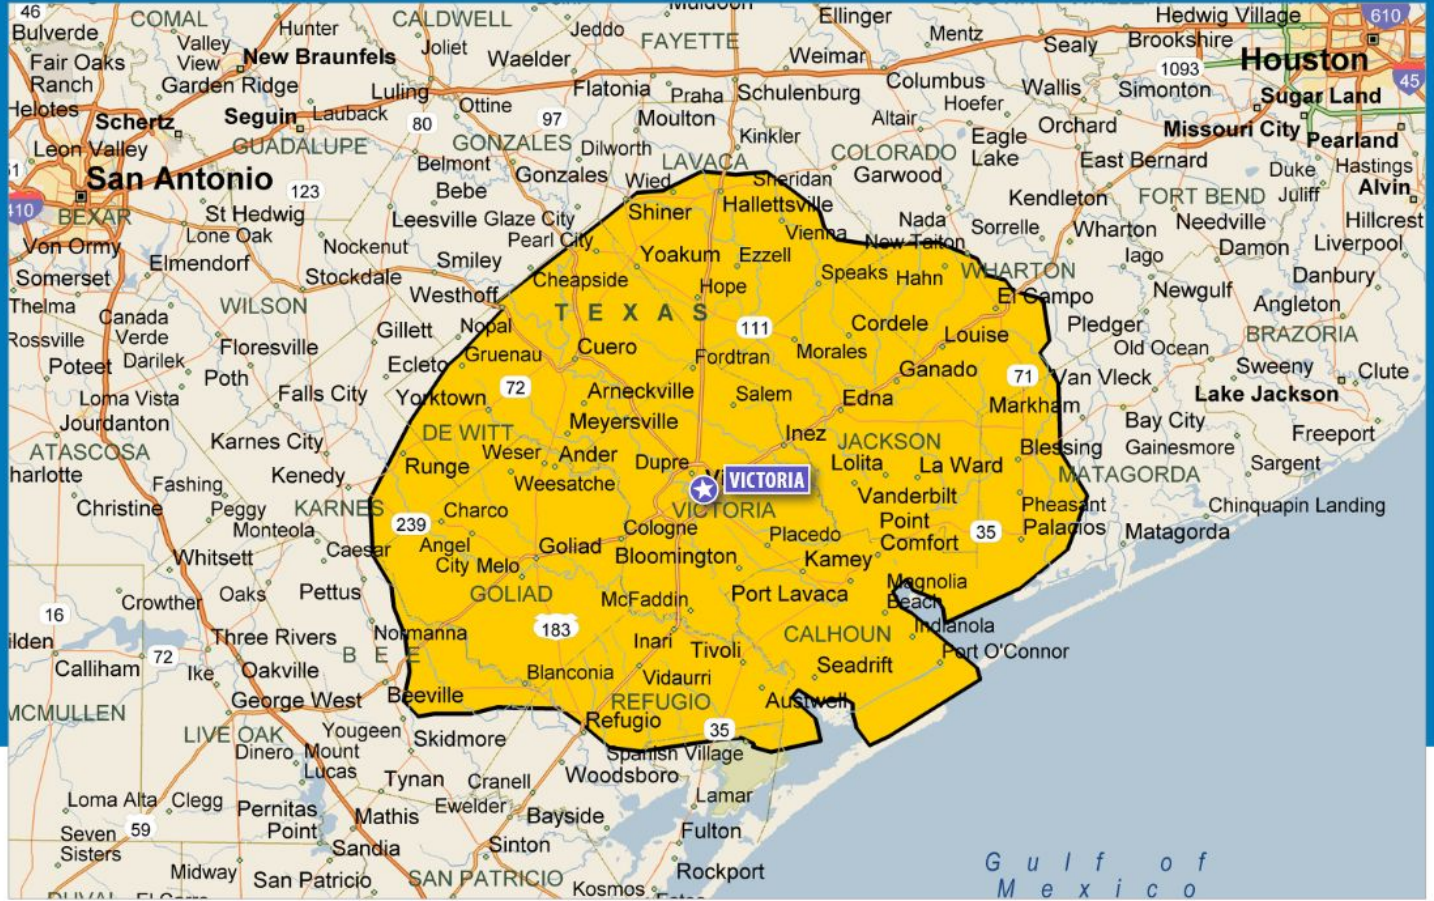 46
COMAL
Hunter
CALDWELL
Jeddo
Muldoon
Ellinger
Hedwig Village
610
Bulverde
Valley
View
New Braunfels
Joliet
Waelder
FAYETTE
Weimar
Mentz
Sealy
Brookshire
Houston
Fair Oaks
Ranch
Garden Ridge
Luling
Flatonia
Praha
Schulenburg
Columbus
Wallis
Simonton
1093
45
Helotes
Schertz
Seguin
Lauback
80
Ottine
97
Moulton
Hoefer
Altair
Orchard
Sugar Land
Missouri City
Pearland
Leon Valley
GUADALUPE
GONZALES
Dilworth
Kinkler
COLORADO
Eagle
Lake
East Bernard
Hastings
Duke
San Antonio
123
Belmont
Bebe
Gonzales
Wied
LAVACA
Sheridan
Garwood
Kendleton
FORT BEND
Juliff
Alvin
410
BEXAR
St Hedwig
Leesville
Glaze City
Shiner
Hallettsville
Nada
Sorrelle
Wharton
Needville
Hillcrest
Von Ormy
Lone Oak
Nockenut
Pearl City
Vienna
New Taiton
Iago
Damon
Liverpool
Somerset
Elmendorf
Stockdale
Smiley
Cheapside
Yoakum
Ezzell
Speaks
Hahn
WHARTON
Newgulf
Danbury
Thelma
Canada
Verde
WILSON
Westhoff
TEXAS
Hope
El Campo
Angleton
Rossville
Floresville
Gillett
Nopal
111
Cordele
Louise
Pledger
BRAZORIA
Poteet
Darilek
Poth
Ecleto
Gruenau
Cuero
Fordtran
Morales
Ganado
71
Old Ocean
Sweeny
Clute
Loma Vista
Falls City
Yorktown
72
Arneckville
Salem
Edna
Markham
Van Vleck
Lake Jackson
Jourdanton
DE WITT
Meyersville
Inez
JACKSON
Blessing
Bay City
Gainesmore
Freeport
ATASCOSA
Karnes City
Runge
Weser
Ander
Dupre
Lolita
La Ward
MATAGORDA
Sargent
harlotte
Fashing
Kenedy
Weesatche
VICTORIA
Vanderbilt
Pheasant
Chinquapin Landing
Christine
Peggy
KARNES
Charco
VICTORIA
Point
Comfort
35
Palacios
Matagorda
Monteola
239
Cologne
Placedo
Whitsett
Caesar
Angel
City
Melo
Goliad
Bloomington
Kamey
Crowther
Oaks
Pettus
GOLIAD
McFaddin
Port Lavaca
Magnolia
Beach
16
ilden
Three Rivers
Normanna
183
Inari
Tivoli
CALHOUN
Indianola
72
BEE
Port O'Connor
Calliham
Ike
Oakville
Blanconia
Vidaurri
Seadrift
George West
Beeville
REFUGIO
Austwell
MCMULLEN
LIVE OAK
Yougeen
Skidmore
Refugio
35
Dinero
Mount
Lucas
Spanish Village
Tynan
Cranell
Woodsboro
Loma Alta
Clegg
Pernitas
Point
Mathis
Ewelder
Bayside
Lamar
Seven
Sisters
59
Sandia
Sinton
Fulton
Midway
San Patricio
SAN PATRICIO
Kosmos
Rockport
Gulf of
Mexico